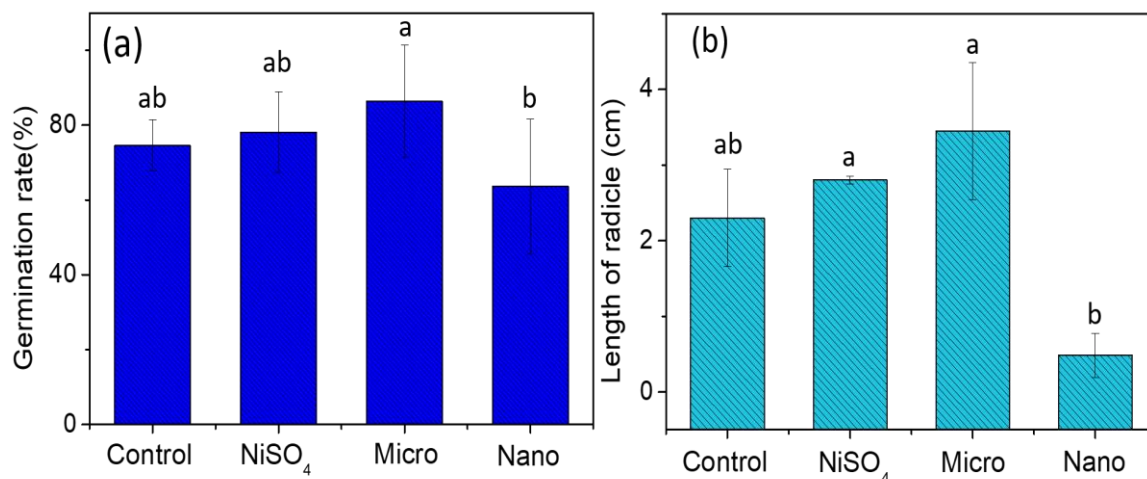 (a)
Germination rate(%)
80
40
0
ab
ab
a
b
Control
NiSO₄
Micro
Nano
(b)
Length of radicle (cm)
4
2
0
ab
a
a
b
Control
NiSO₄
Micro
Nano